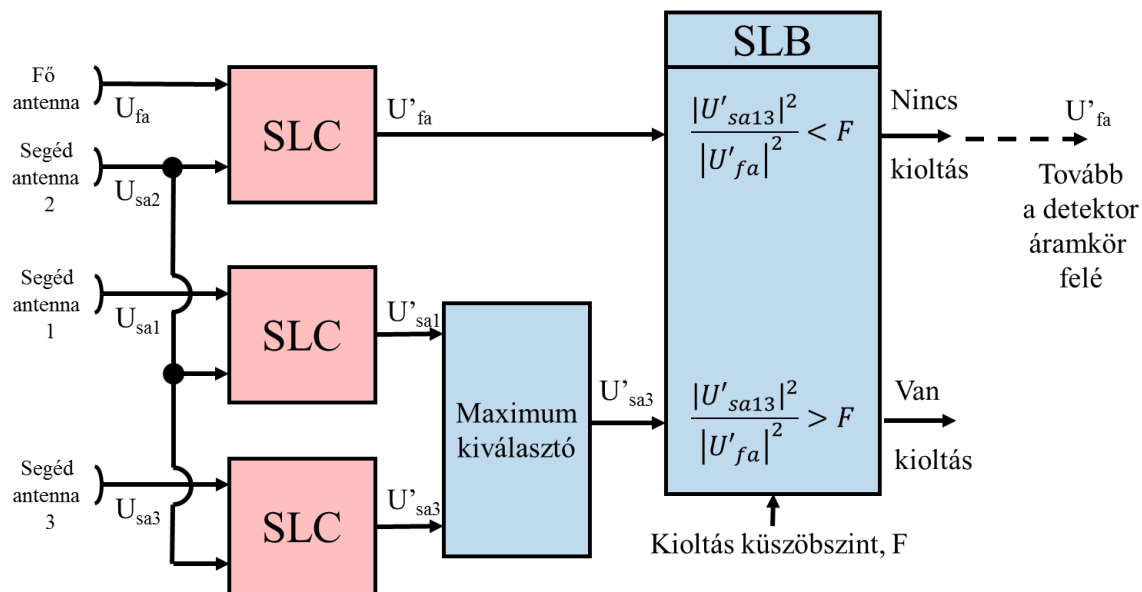 SLB
Fő
antenna
U_fa
SLC
U'_fa
|U'_sa13|^2
/ |U'_fa|^2 < F
Nincs
kioltás
U'_fa
Tovább
a detektor
áramkör
felé
Segéd
antenna
2
U_sa2
Segéd
antenna
1
U_sa1
SLC
U'_sa1
Maximum
kiválasztó
U'_sa3
|U'_sa13|^2
/ |U'_fa|^2 > F
Van
kioltás
Segéd
antenna
3
U_sa3
SLC
U'_sa3
Kioltás küszöbszint, F